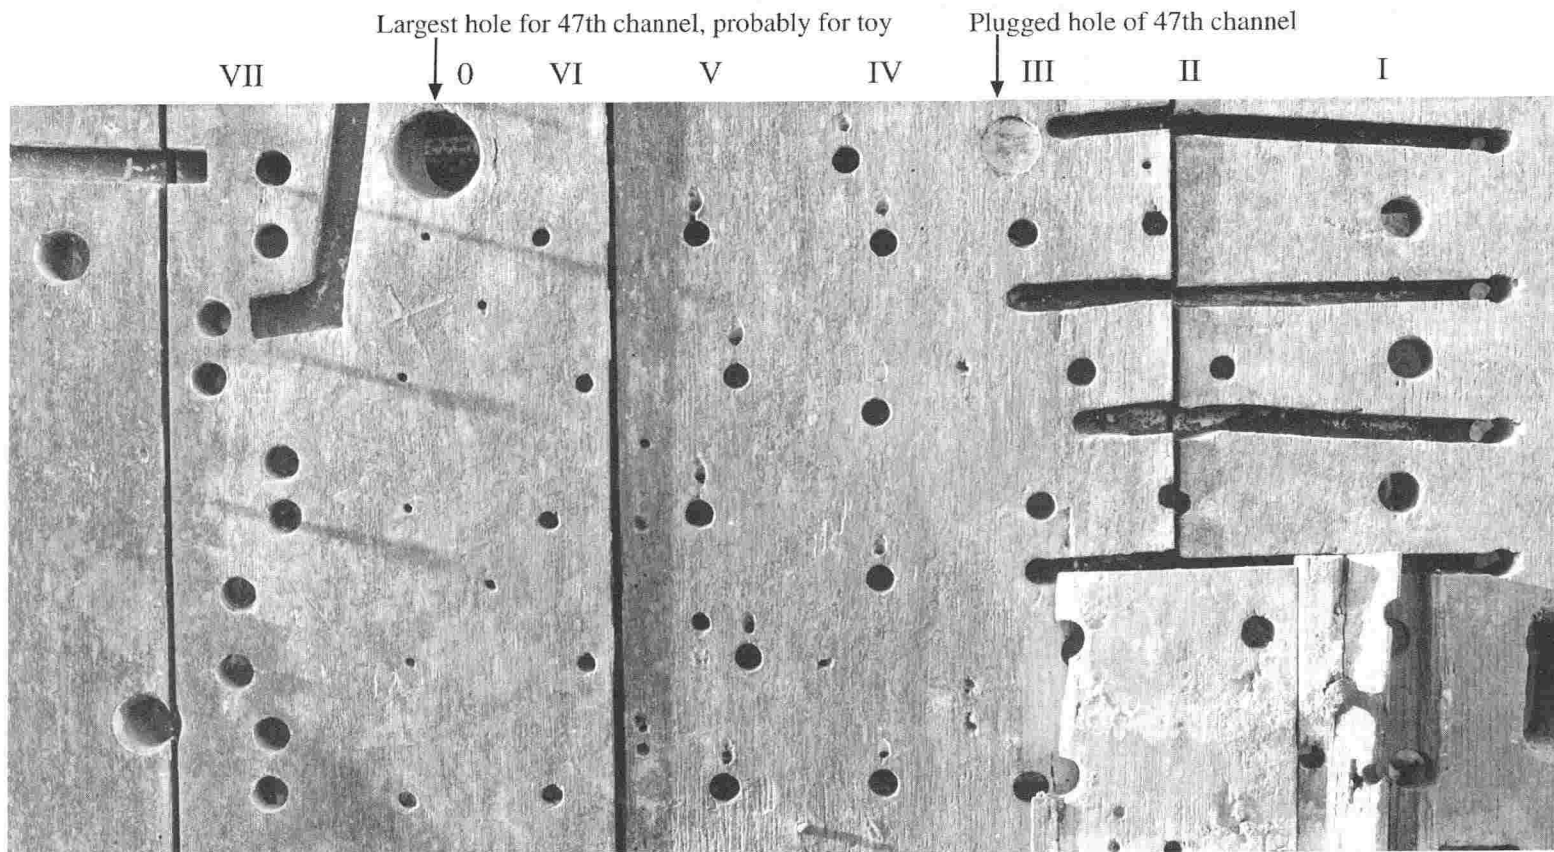 Largest hole for 47th channel, probably for toy
Plugged hole of 47th channel
VII 0 VI V IV III II I